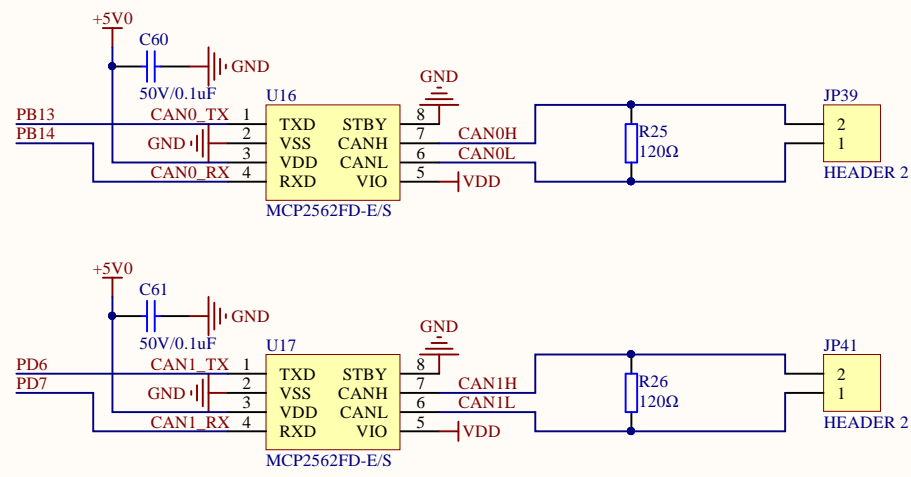 +5V0
C60
GND
50V/0.1uF
U16
GND
JP39
PB13
CAN0_TX
1
TXD
STBY
8
2
PB14
GND
2
VSS
CANH
7
CAN0H
R25
1
3
VDD
CANL
6
CAN0L
120Ω
CAN0_RX
4
RXD
VIO
5
VDD
HEADER 2
MCP2562FD-E/S
+5V0
C61
GND
50V/0.1uF
U17
GND
JP41
PD6
CAN1_TX
1
TXD
STBY
8
2
PD7
GND
2
VSS
CANH
7
CAN1H
R26
1
3
VDD
CANL
6
CAN1L
120Ω
CAN1_RX
4
RXD
VIO
5
VDD
HEADER 2
MCP2562FD-E/S